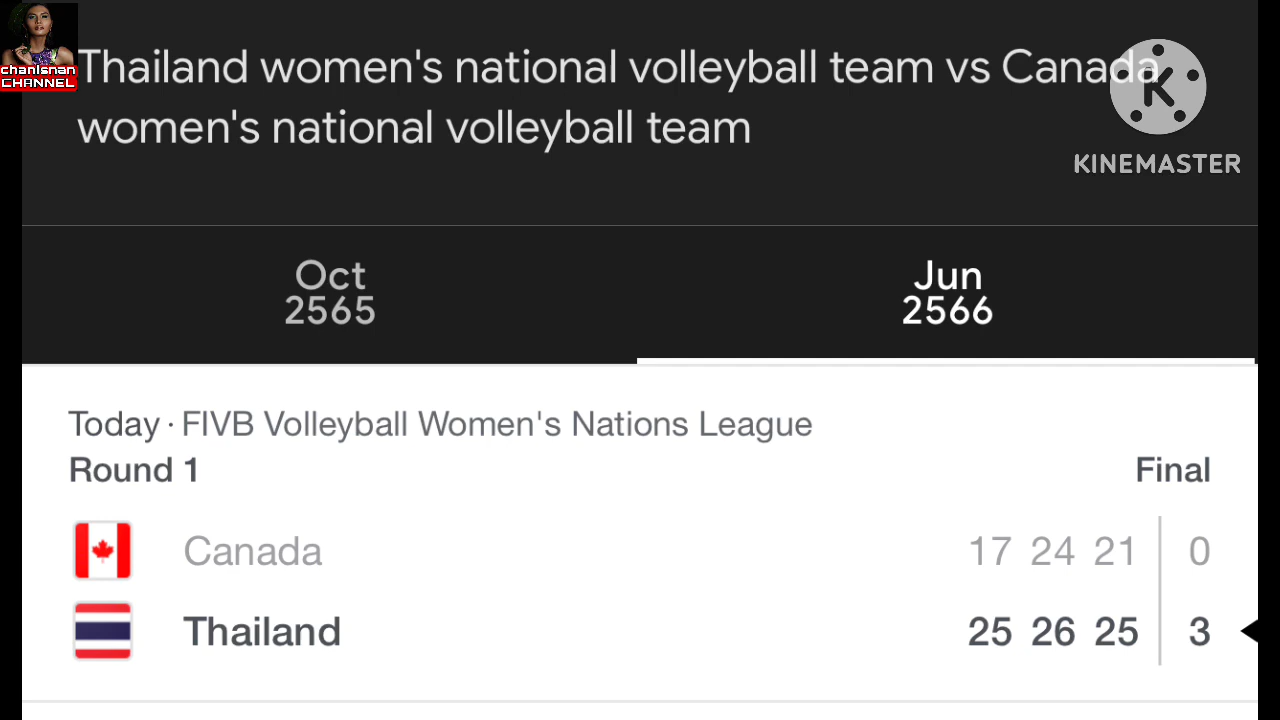 chanIsnan
CHANNEL
Thailand women's national volleyball team vs Canada
women's national volleyball team
K
KINEMASTER
Oct
2565
Jun
2566
Today · FIVB Volleyball Women's Nations League
Round 1 Final
Canada 17 24 21 0
Thailand 25 26 25 3